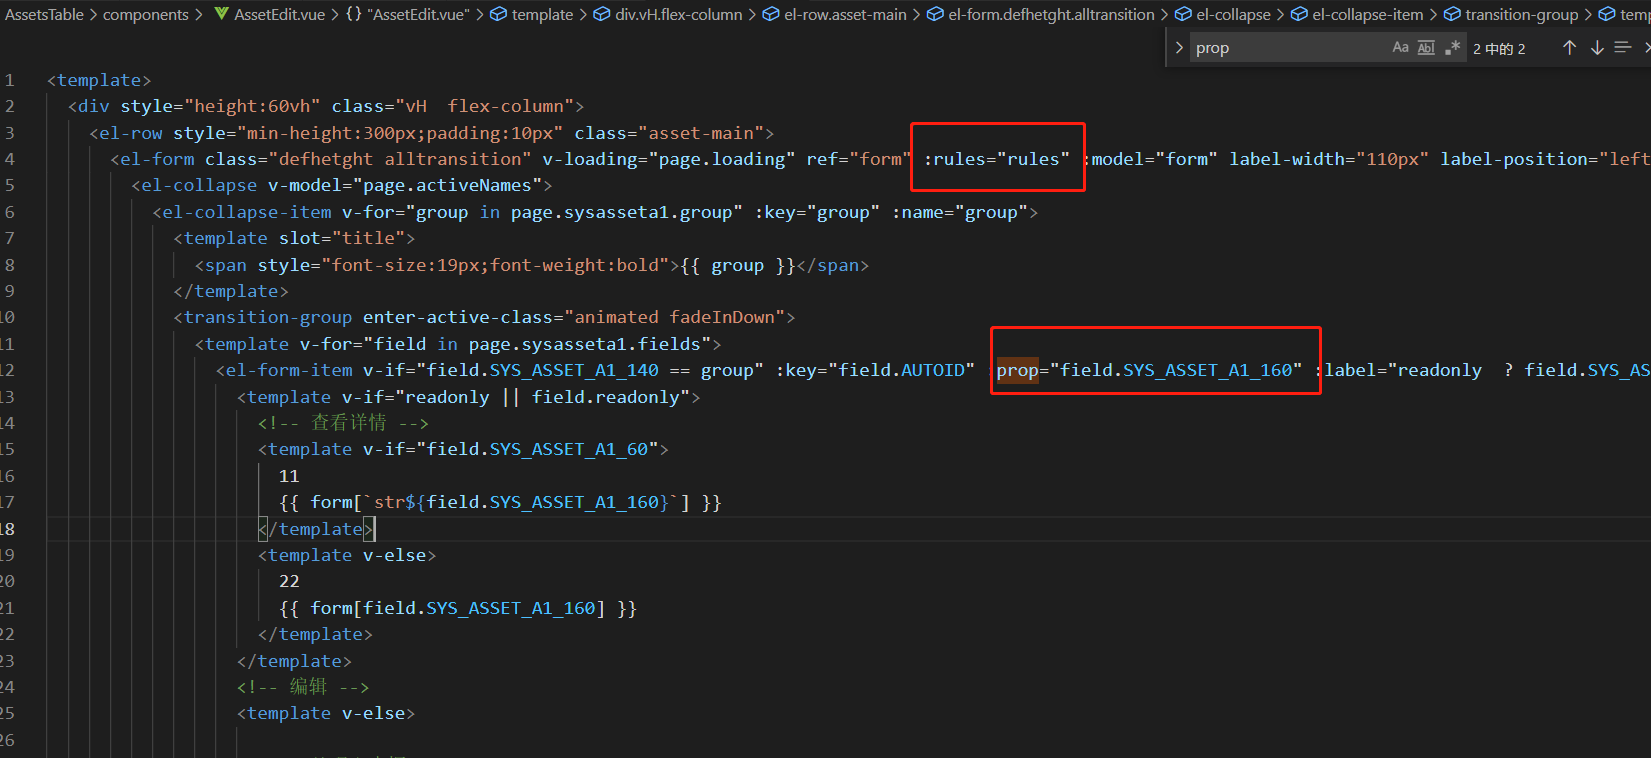 AssetsTable > components > AssetEdit.vue > {} "AssetEdit.vue" > template > div.vH.flex-column > el-row.asset-main > el-form.defhetght.alltransition > el-collapse > el-collapse-item > transition-group >
prop Aa Abl .* 2 中的 2
1 <template>
2 <div style="height:60vh" class="vH  flex-column">
3 <el-row style="min-height:300px;padding:10px" class="asset-main">
4 <el-form class="defhetght alltransition" v-loading="page.loading" ref="form" :rules="rules" :model="form" label-width="110px" label-position="left
5 <el-collapse v-model="page.activeNames">
6 <el-collapse-item v-for="group in page.sysasseta1.group" :key="group" :name="group">
7 <template slot="title">
8 <span style="font-size:19px;font-weight:bold">{{ group }}</span>
9 </template>
10 <transition-group enter-active-class="animated fadeInDown">
11 <template v-for="field in page.sysasseta1.fields">
12 <el-form-item v-if="field.SYS_ASSET_A1_140 == group" :key="field.AUTOID" :prop="field.SYS_ASSET_A1_160" :label="readonly  ? field.SYS_AS
13 <template v-if="readonly || field.readonly">
14 <!-- 查看详情 -->
15 <template v-if="field.SYS_ASSET_A1_60">
16 11
17 {{ form[`str${field.SYS_ASSET_A1_160}`] }}
18 </template>
19 <template v-else>
20 22
21 {{ form[field.SYS_ASSET_A1_160] }}
22 </template>
23 </template>
24 <!-- 编辑 -->
25 <template v-else>
26